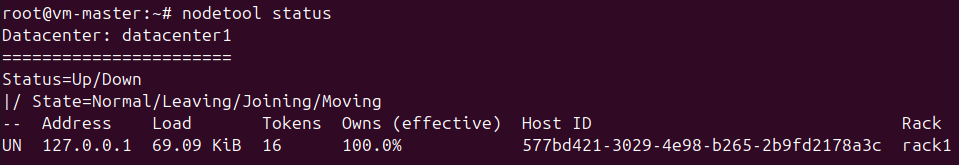 root@vm-master:~# nodetool status
Datacenter: datacenter1
=======================
Status=Up/Down
|/ State=Normal/Leaving/Joining/Moving
--  Address    Load       Tokens  Owns (effective)  Host ID                               Rack
UN  127.0.0.1  69.09 KiB  16      100.0%            577bd421-3029-4e98-b265-2b9fd2178a3c  rack1